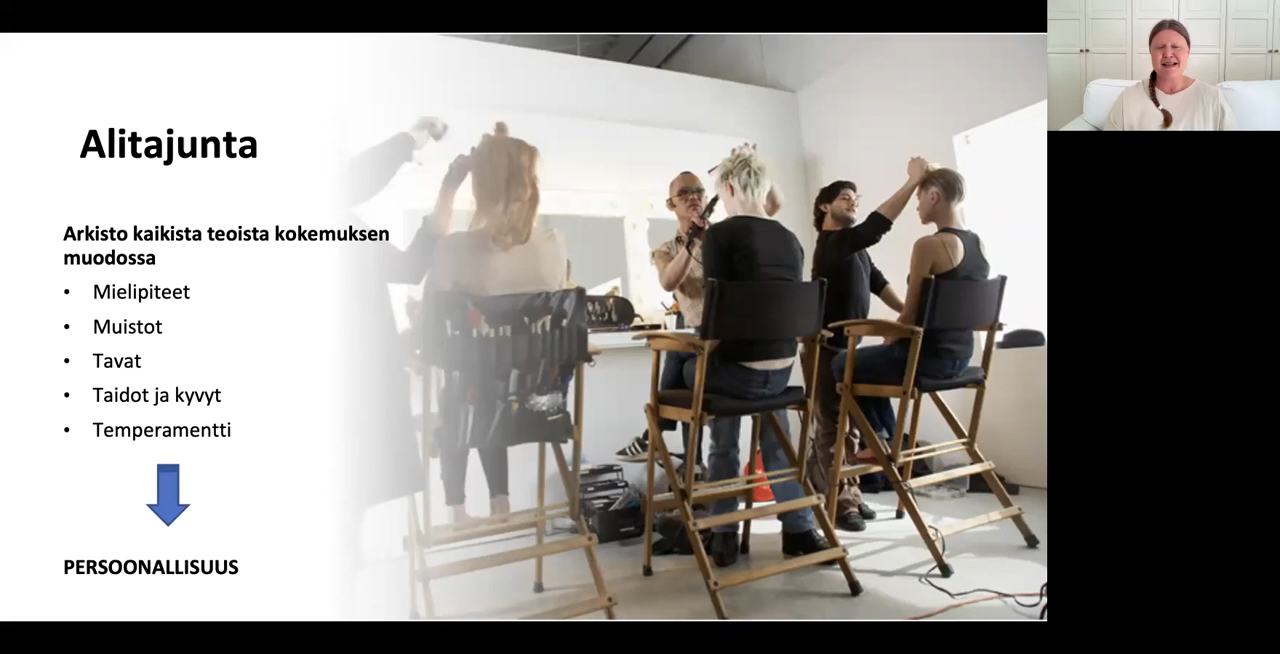 Alitajunta
Arkisto kaikista teoista kokemuksen
muodossa
• Mielipiteet
• Muistot
• Tavat
• Taidot ja kyvyt
• Temperamentti
PERSOONALLISUUS